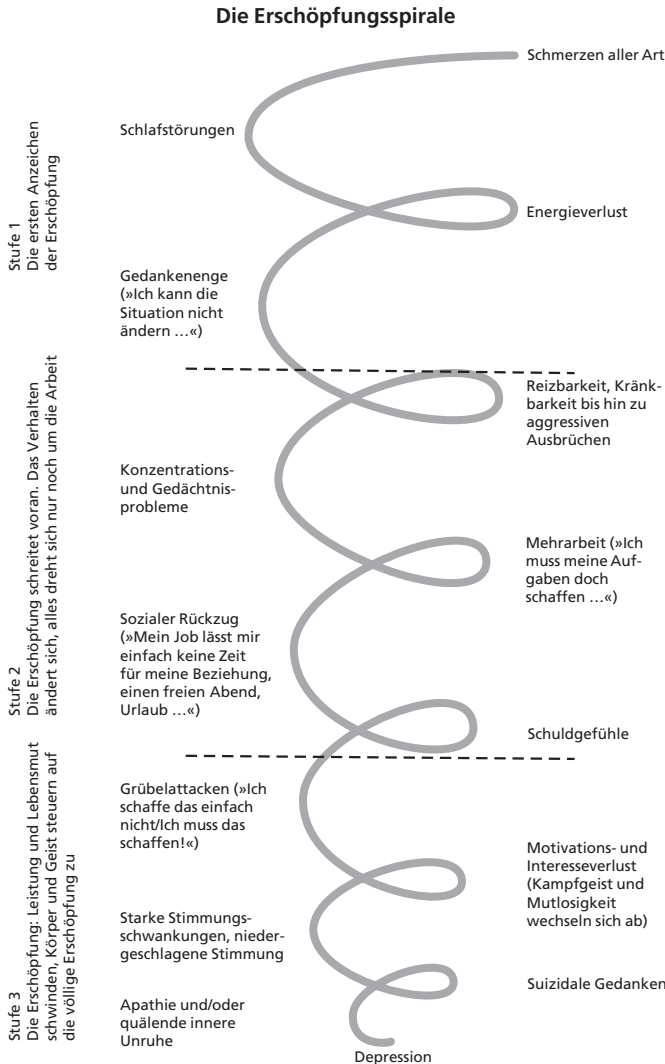 Die Erschöpfungsspirale
Stufe 1
Die ersten Anzeichen
der Erschöpfung
Schmerzen aller Art
Schlafstörungen
Energieverlust
Gedankenenge
(»Ich kann die
Situation nicht
ändern …«)
Stufe 2
Die Erschöpfung schreitet voran. Das Verhalten
ändert sich, alles dreht sich nur noch um die Arbeit
Reizbarkeit, Kränk-
barkeit bis hin zu
aggressiven
Ausbrüchen
Konzentrations-
und Gedächtnis-
probleme
Mehrarbeit (»Ich
muss meine Auf-
gaben doch
schaffen …«)
Sozialer Rückzug
(»Mein Job lässt mir
einfach keine Zeit
für meine Beziehung,
einen freien Abend,
Urlaub …«)
Schuldgefühle
Stufe 3
Die Erschöpfung: Leistung und Lebensmut
schwinden, Körper und Geist steuern auf
die völlige Erschöpfung zu
Grübelattacken (»Ich
schaffe das einfach
nicht/Ich muss das
schaffen!«)
Motivations- und
Interesseverlust
(Kampfgeist und
Mutlosigkeit
wechseln sich ab)
Starke Stimmungs-
schwankungen, nieder-
geschlagene Stimmung
Suizidale Gedanken
Apathie und/oder
quälende innere
Unruhe
Depression